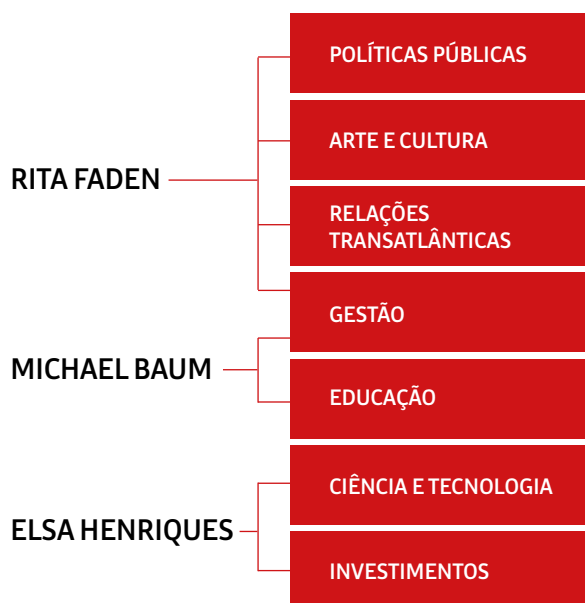 RITA FADEN
POLÍTICAS PÚBLICAS
ARTE E CULTURA
RELAÇÕES
TRANSATLÂNTICAS
GESTÃO
MICHAEL BAUM
EDUCAÇÃO
ELSA HENRIQUES
CIÊNCIA E TECNOLOGIA
INVESTIMENTOS